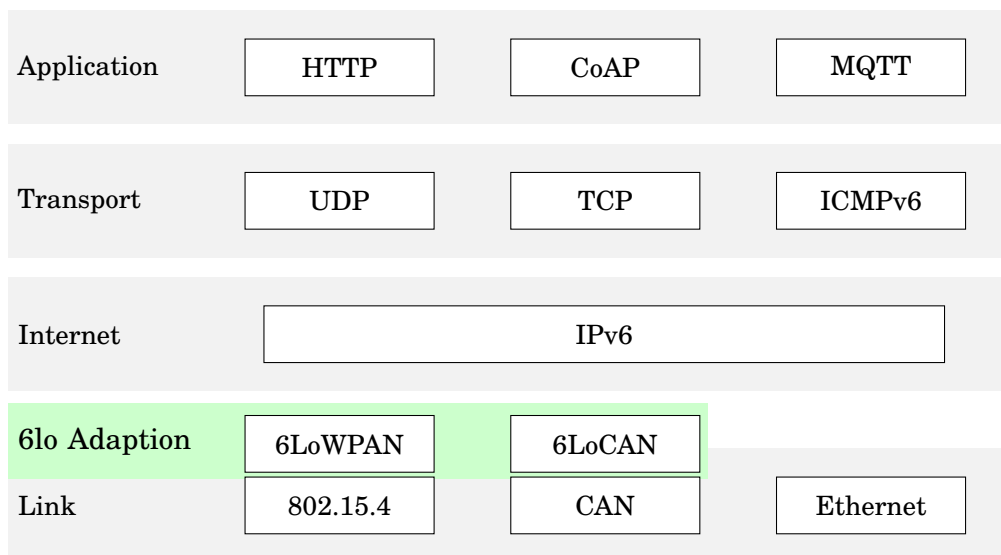 Application HTTP CoAP MQTT
Transport UDP TCP ICMPv6
Internet IPv6
6lo Adaption 6LoWPAN 6LoCAN
Link 802.15.4 CAN Ethernet